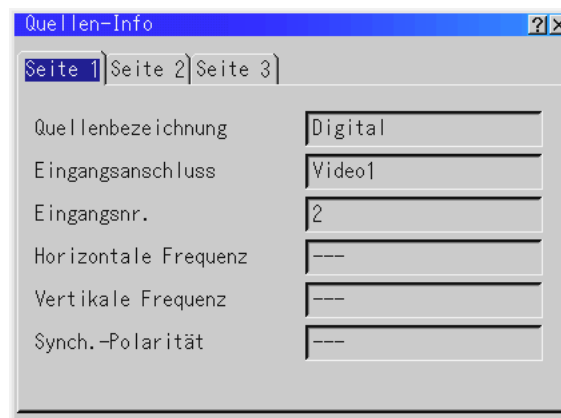 Quellen-Info ? ×
Seite 1 Seite 2 Seite 3
Quellenbezeichnung Digital
Eingangsanschluss Video1
Eingangsnr. 2
Horizontale Frequenz ---
Vertikale Frequenz ---
Synch.-Polarität ---